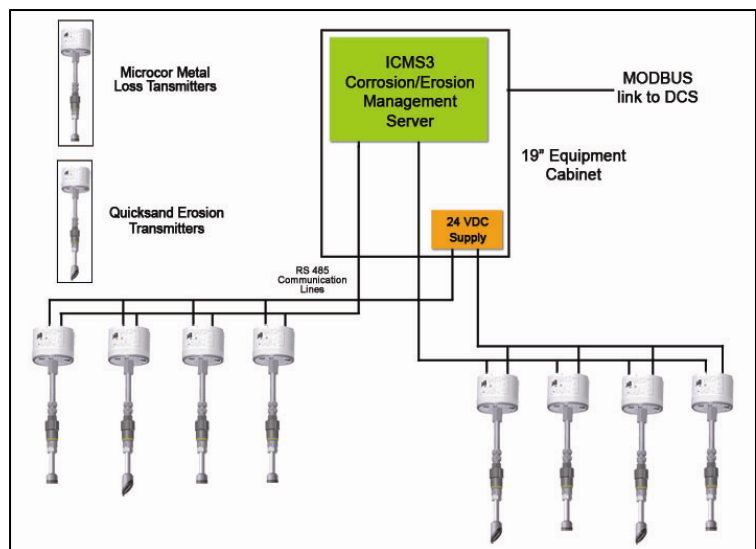 Microcor Metal
Loss Tansmitters
Quicksand Erosion
Transmitters
ICMS3
Corrosion/Erosion
Management
Server
MODBUS
link to DCS
19" Equipment
Cabinet
24 VDC
Supply
RS 485
Communication
Lines